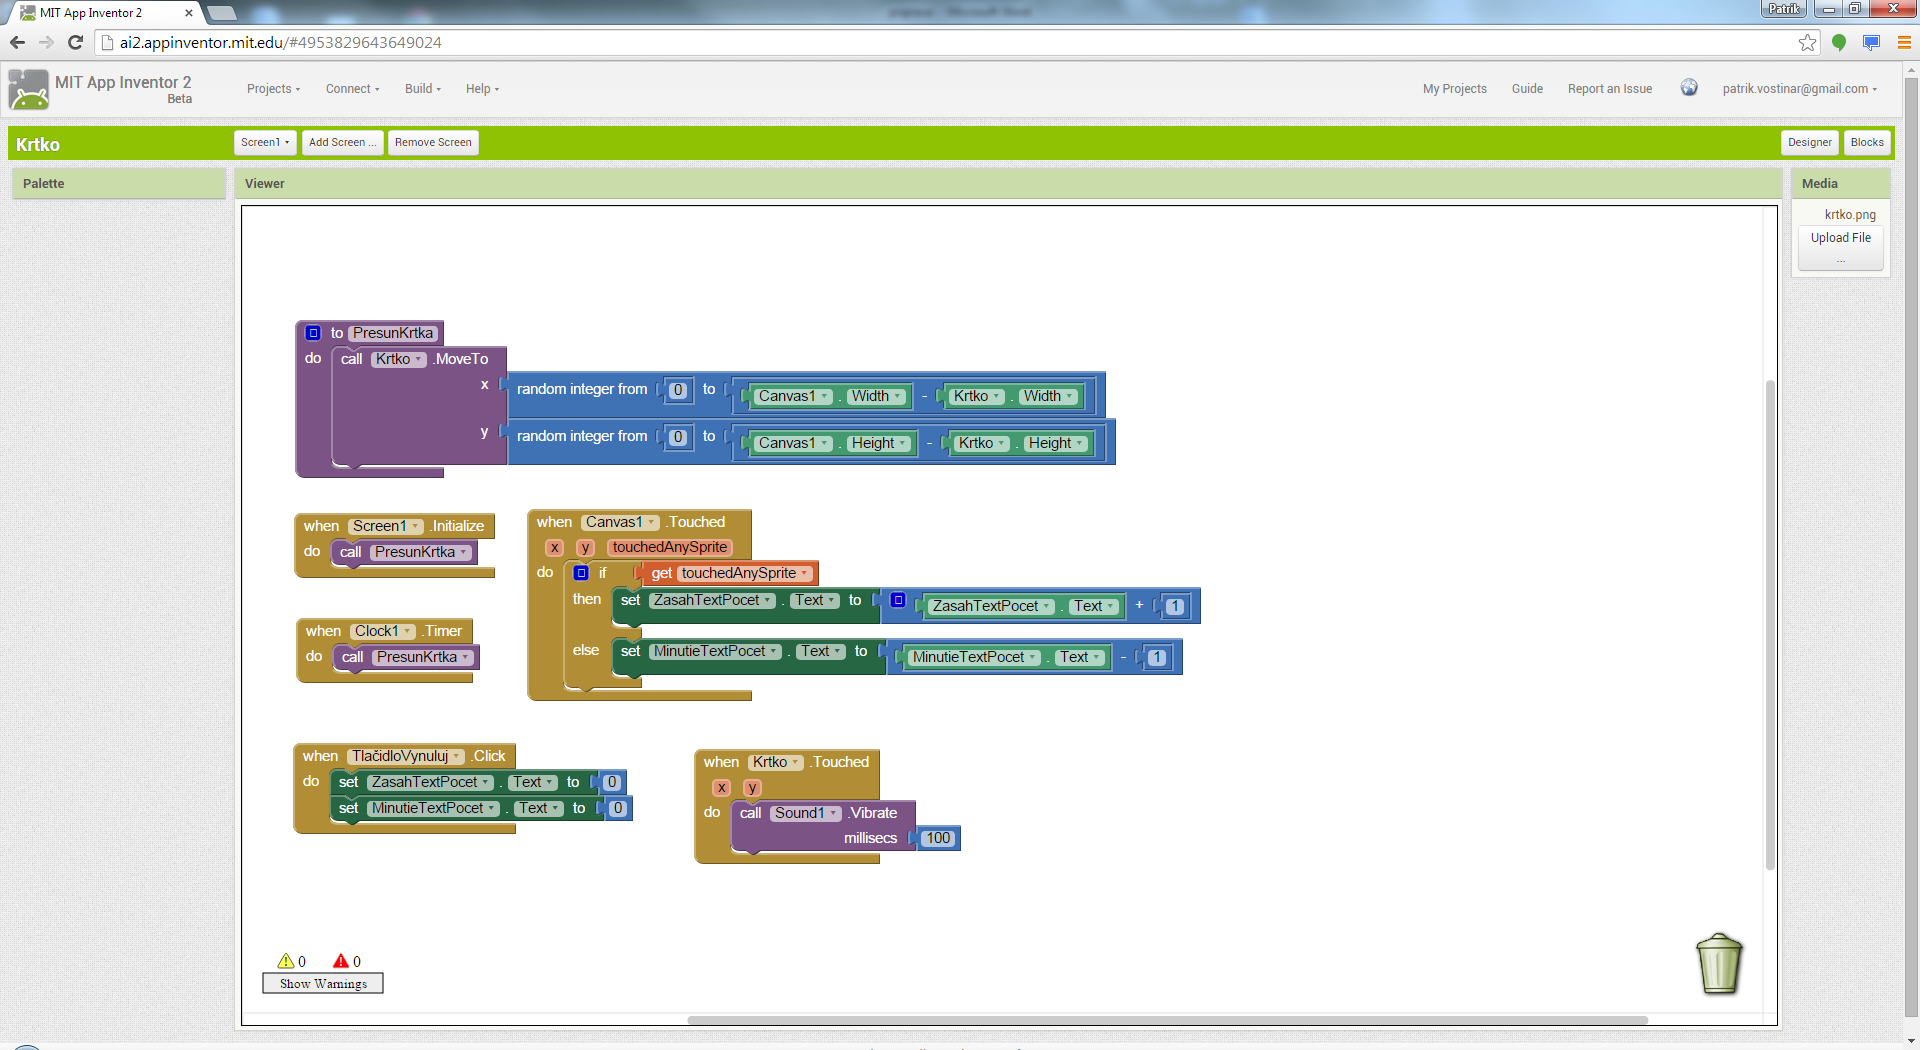 MIT App Inventor 2
Patrik
ai2.appinventor.mit.edu/#4953829643649024
MIT App Inventor 2
Beta
Projects
Connect
Build
Help
My Projects
Guide
Report an Issue
patrik.vostinar@gmail.com
Krtko
Screen1
Add Screen ...
Remove Screen
Designer
Blocks
Palette
Viewer
Media
krtko.png
Upload File
...
to PresunKrtka
do call Krtko .MoveTo
x random integer from 0 to Canvas1 . Width - Krtko . Width
y random integer from 0 to Canvas1 . Height - Krtko . Height
when Screen1 .Initialize
do call PresunKrtka
when Canvas1 .Touched
x y touchedAnySprite
do if get touchedAnySprite
then set ZasahTextPocet . Text to ZasahTextPocet . Text + 1
else set MinutieTextPocet . Text to MinutieTextPocet . Text - 1
when Clock1 .Timer
do call PresunKrtka
when TlačidloVynuluj .Click
do set ZasahTextPocet . Text to 0
set MinutieTextPocet . Text to 0
when Krtko .Touched
x y
do call Sound1 .Vibrate
millisecs 100
0 0
Show Warnings